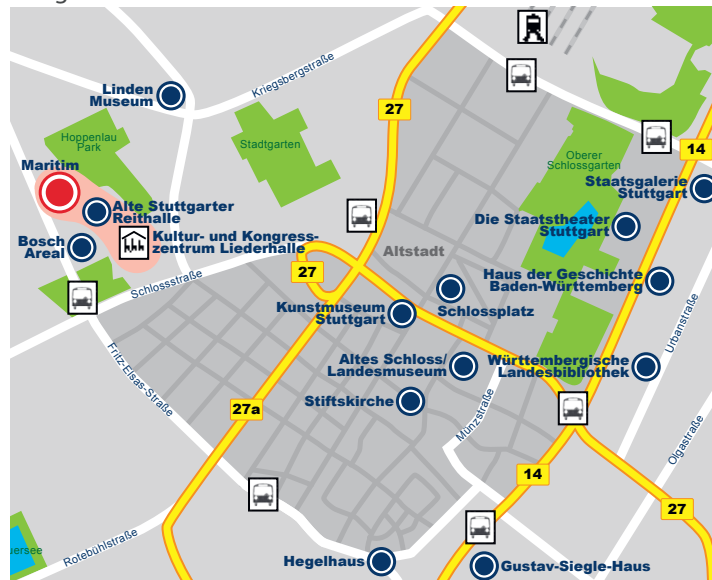 Linden
Museum
Kriegsbergstraße
27
14
Hoppenlau
Park
Stadtgarten
Oberer
Schlossgarten
Maritim
Staatsgalerie
Stuttgart
Alte Stuttgarter
Reithalle
Die Staatstheater
Stuttgart
Bosch
Areal
Kultur- und Kongress-
zentrum Liederhalle
Altstadt
27
Schlossstraße
Haus der Geschichte
Baden-Württemberg
Kunstmuseum
Stuttgart
Schlossplatz
Urbanstraße
Altes Schloss/
Landesmuseum
Württembergische
Landesbibliothek
Fritz-Elsas-Straße
27a
Stiftskirche
Münzstraße
Olgastraße
14
27
uersee
Rotebühlstraße
Hegelhaus
Gustav-Siegle-Haus